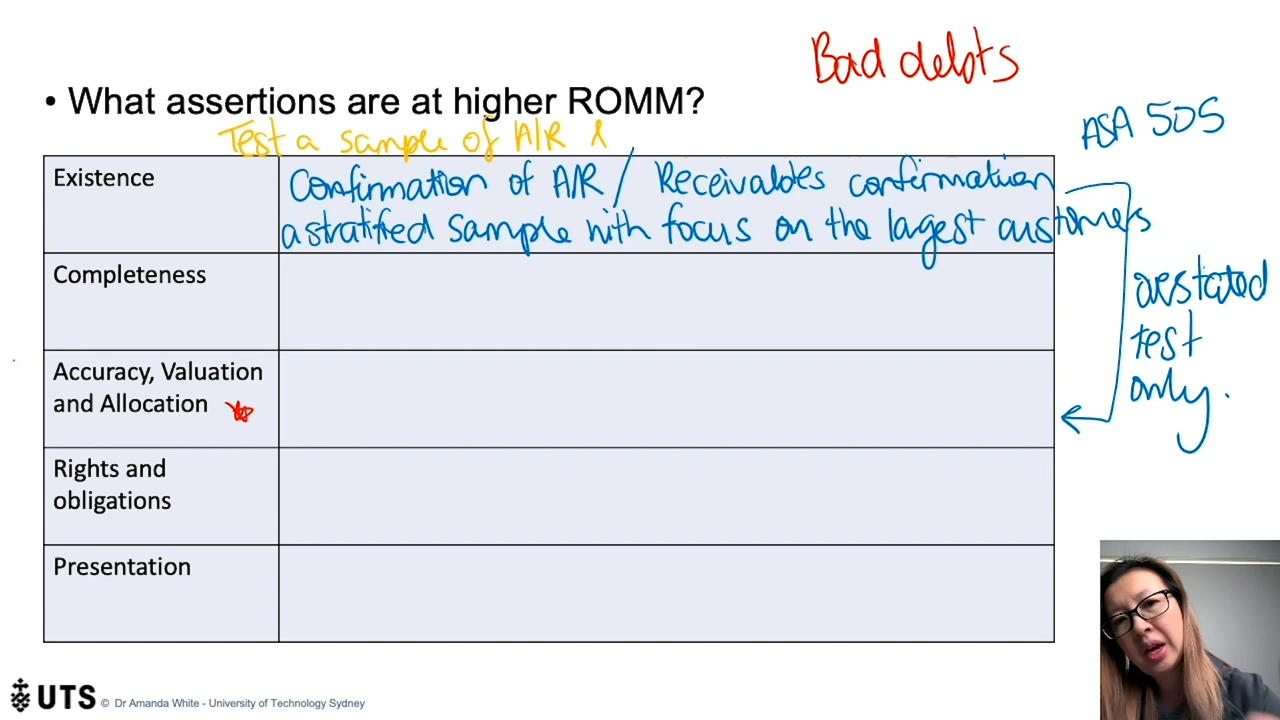 Bad debts
• What assertions are at higher ROMM?
ASA 505
Test a sample of A/R &
Existence
Confirmation of A/R / Receivables confirmation
a stratified sample with focus on the largest customers
Completeness
overstated
test
only.
Accuracy, Valuation
and Allocation
Rights and
obligations
Presentation
UTS © Dr Amanda White - University of Technology Sydney